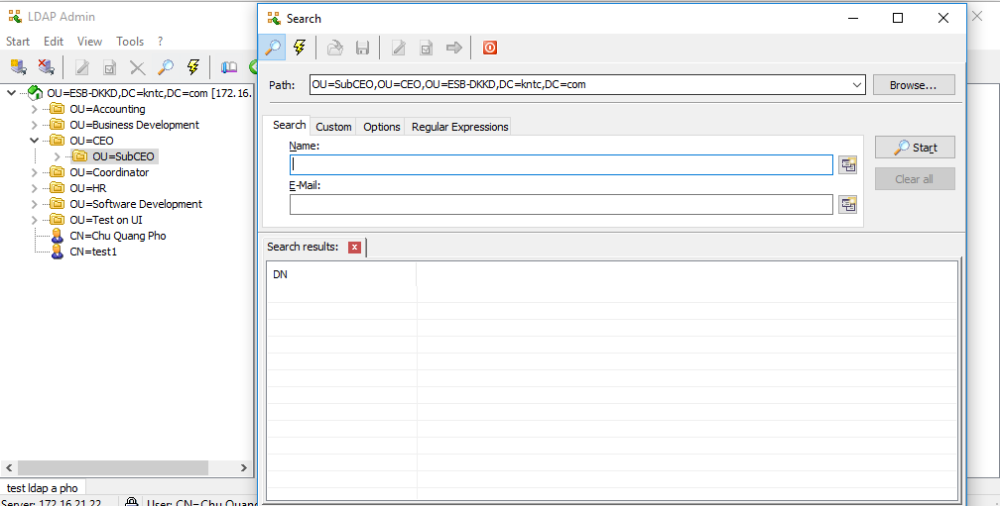 LDAP Admin
Start Edit View Tools ?
OU=ESB-DKKD,DC=kntc,DC=com [172.16.
OU=Accounting
OU=Business Development
OU=CEO
OU=SubCEO
OU=Coordinator
OU=HR
OU=Software Development
OU=Test on UI
CN=Chu Quang Pho
CN=test1
test ldap a pho
Server: 172.16.21.22 User: CN=Chu Quang
Search
Path: OU=SubCEO,OU=CEO,OU=ESB-DKKD,DC=kntc,DC=com Browse...
Search Custom Options Regular Expressions
Name:
Start
E-Mail:
Clear all
Search results:
DN